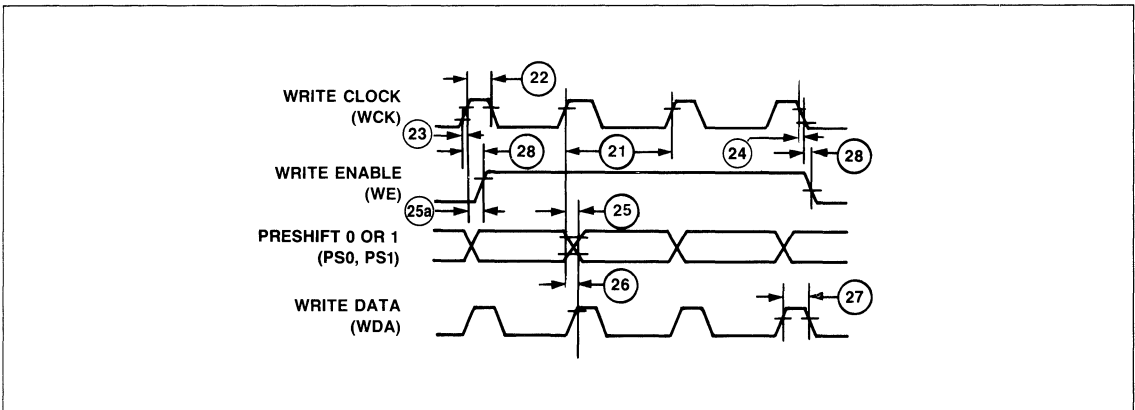 22
WRITE CLOCK
(WCK)
23
28
21
24
28
WRITE ENABLE
(WE)
25a
25
PRESHIFT 0 OR 1
(PS0, PS1)
26
27
WRITE DATA
(WDA)